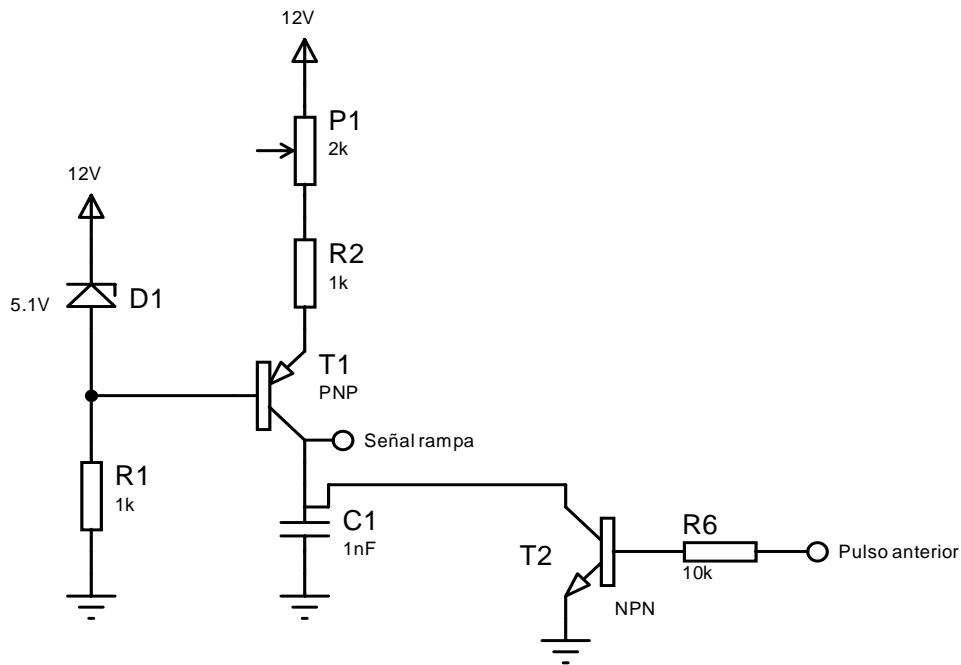 12V
P1
2k
12V
R2
1k
5.1V
D1
T1
PNP
Señal rampa
R1
1k
C1
1nF
T2
NPN
R6
10k
Pulso anterior